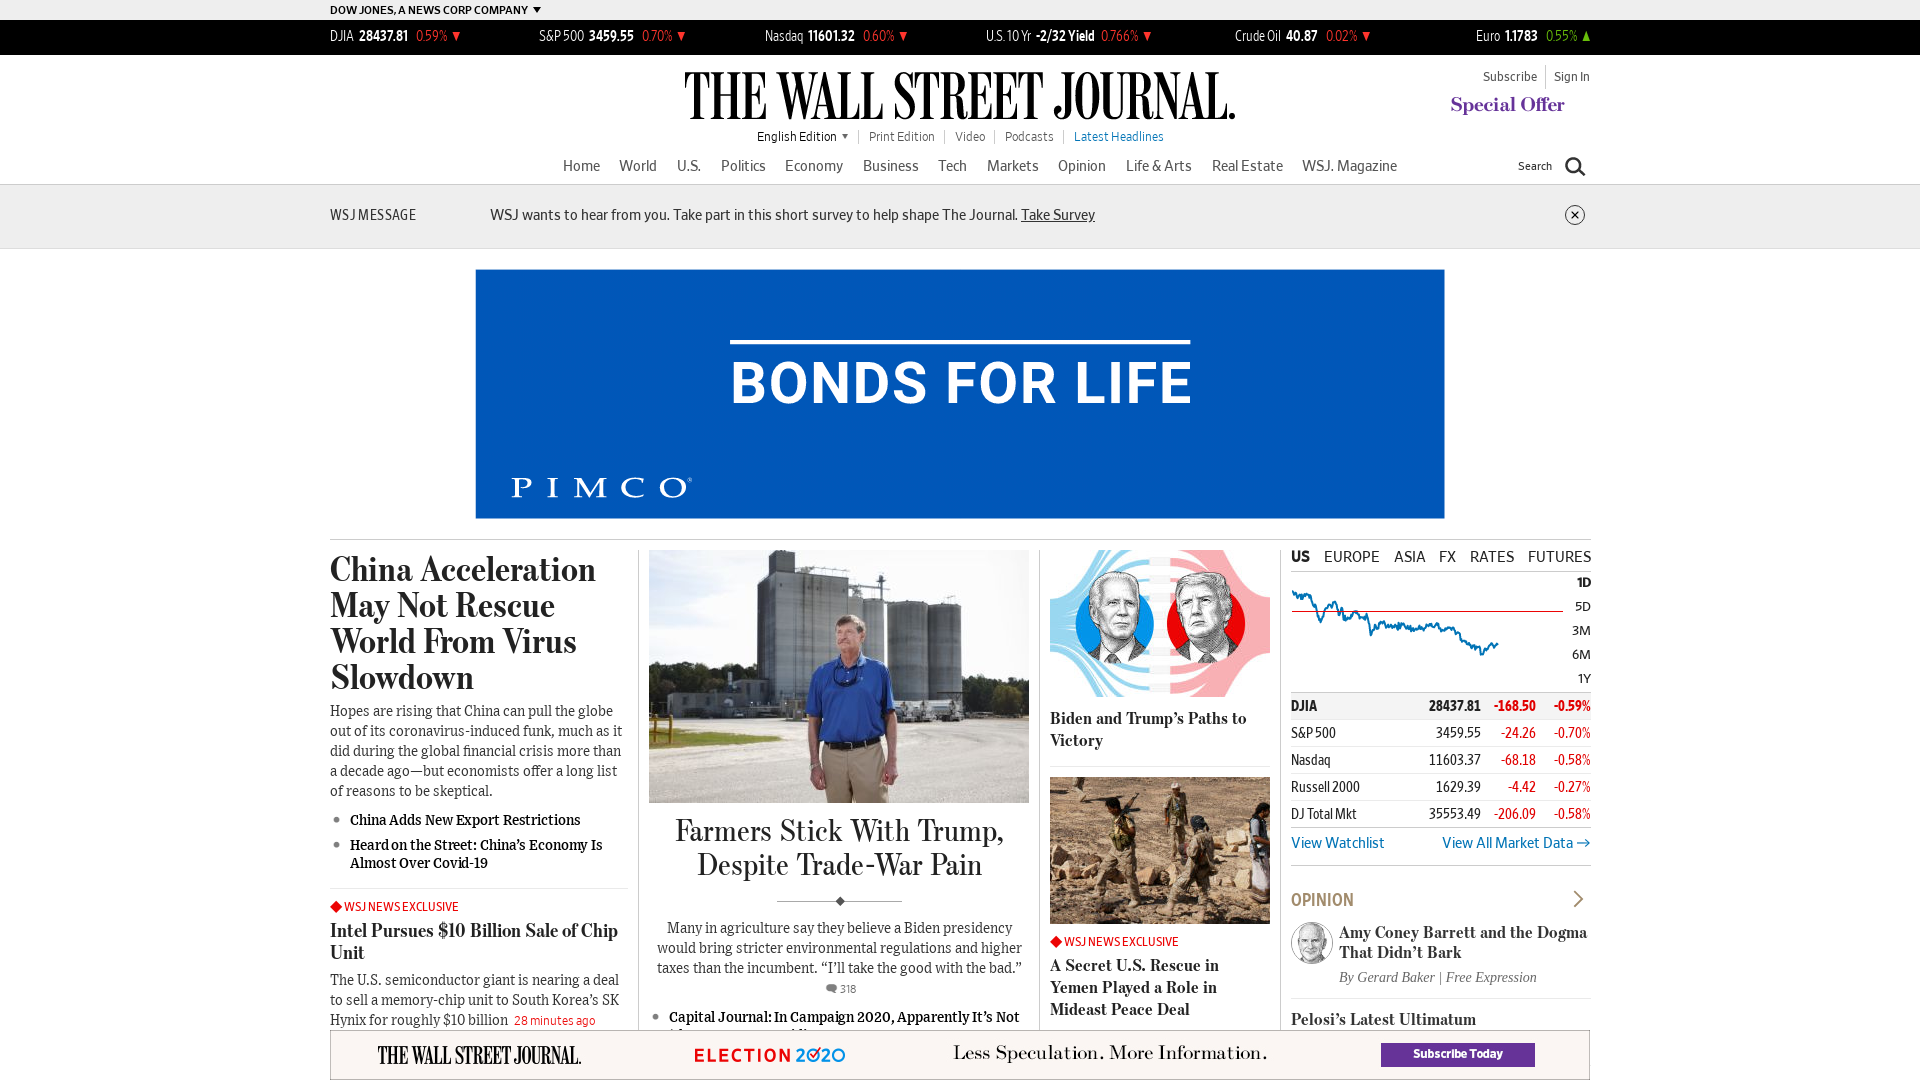 DOW JONES, A NEWS CORP COMPANY
DJIA 28437.81 0.59% S&P 500 3459.55 0.70% Nasdaq 11601.32 0.60% U.S. 10 Yr -2/32 Yield 0.766% Crude Oil 40.87 0.02% Euro 1.1783 0.55%
Subscribe Sign In
THE WALL STREET JOURNAL.
Special Offer
English Edition Print Edition Video Podcasts Latest Headlines
Home World U.S. Politics Economy Business Tech Markets Opinion Life & Arts Real Estate WSJ. Magazine Search
WSJ MESSAGE WSJ wants to hear from you. Take part in this short survey to help shape The Journal. Take Survey
BONDS FOR LIFE
PIMCO®
China Acceleration
May Not Rescue
World From Virus
Slowdown
Hopes are rising that China can pull the globe
out of its coronavirus-induced funk, much as it
did during the global financial crisis more than
a decade ago—but economists offer a long list
of reasons to be skeptical.
China Adds New Export Restrictions
Heard on the Street: China’s Economy Is
Almost Over Covid-19
WSJ NEWS EXCLUSIVE
Intel Pursues $10 Billion Sale of Chip
Unit
The U.S. semiconductor giant is nearing a deal
to sell a memory-chip unit to South Korea’s SK
Hynix for roughly $10 billion 28 minutes ago
Farmers Stick With Trump,
Despite Trade-War Pain
Many in agriculture say they believe a Biden presidency
would bring stricter environmental regulations and higher
taxes than the incumbent. “I’ll take the good with the bad.”
318
Capital Journal: In Campaign 2020, Apparently It’s Not
Biden and Trump’s Paths to
Victory
WSJ NEWS EXCLUSIVE
A Secret U.S. Rescue in
Yemen Played a Role in
Mideast Peace Deal
US EUROPE ASIA FX RATES FUTURES
1D
5D
3M
6M
1Y
DJIA 28437.81 -168.50 -0.59%
S&P 500 3459.55 -24.26 -0.70%
Nasdaq 11603.37 -68.18 -0.58%
Russell 2000 1629.39 -4.42 -0.27%
DJ Total Mkt 35553.49 -206.09 -0.58%
View Watchlist View All Market Data
OPINION
Amy Coney Barrett and the Dogma
That Didn’t Bark
By Gerard Baker | Free Expression
Pelosi’s Latest Ultimatum
THE WALL STREET JOURNAL. ELECTION 2020 Less Speculation. More Information. Subscribe Today